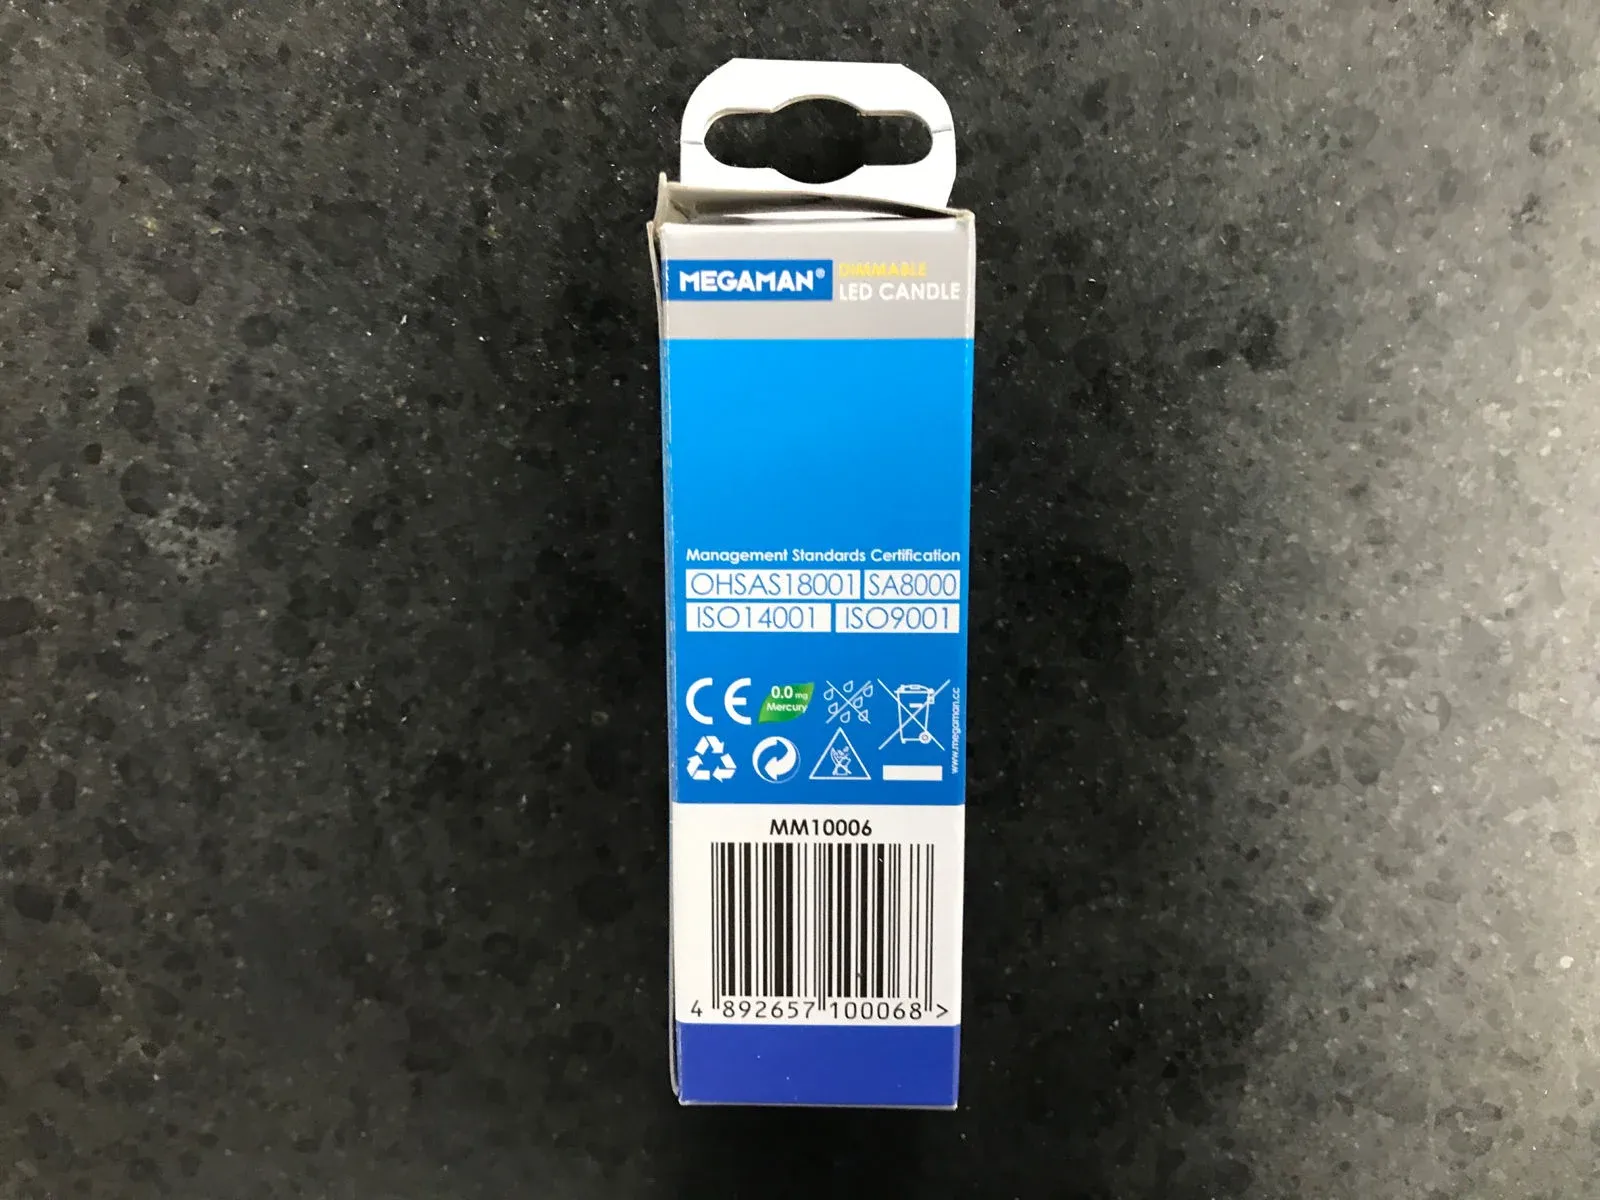 MEGAMAN® DIMMABLE
LED CANDLE
Management Standards Certification
OHSAS18001 SA8000
ISO14001 ISO9001
CE 0.0 mg
Mercury
www.megaman.cc
MM10006
4 892657 100068 >